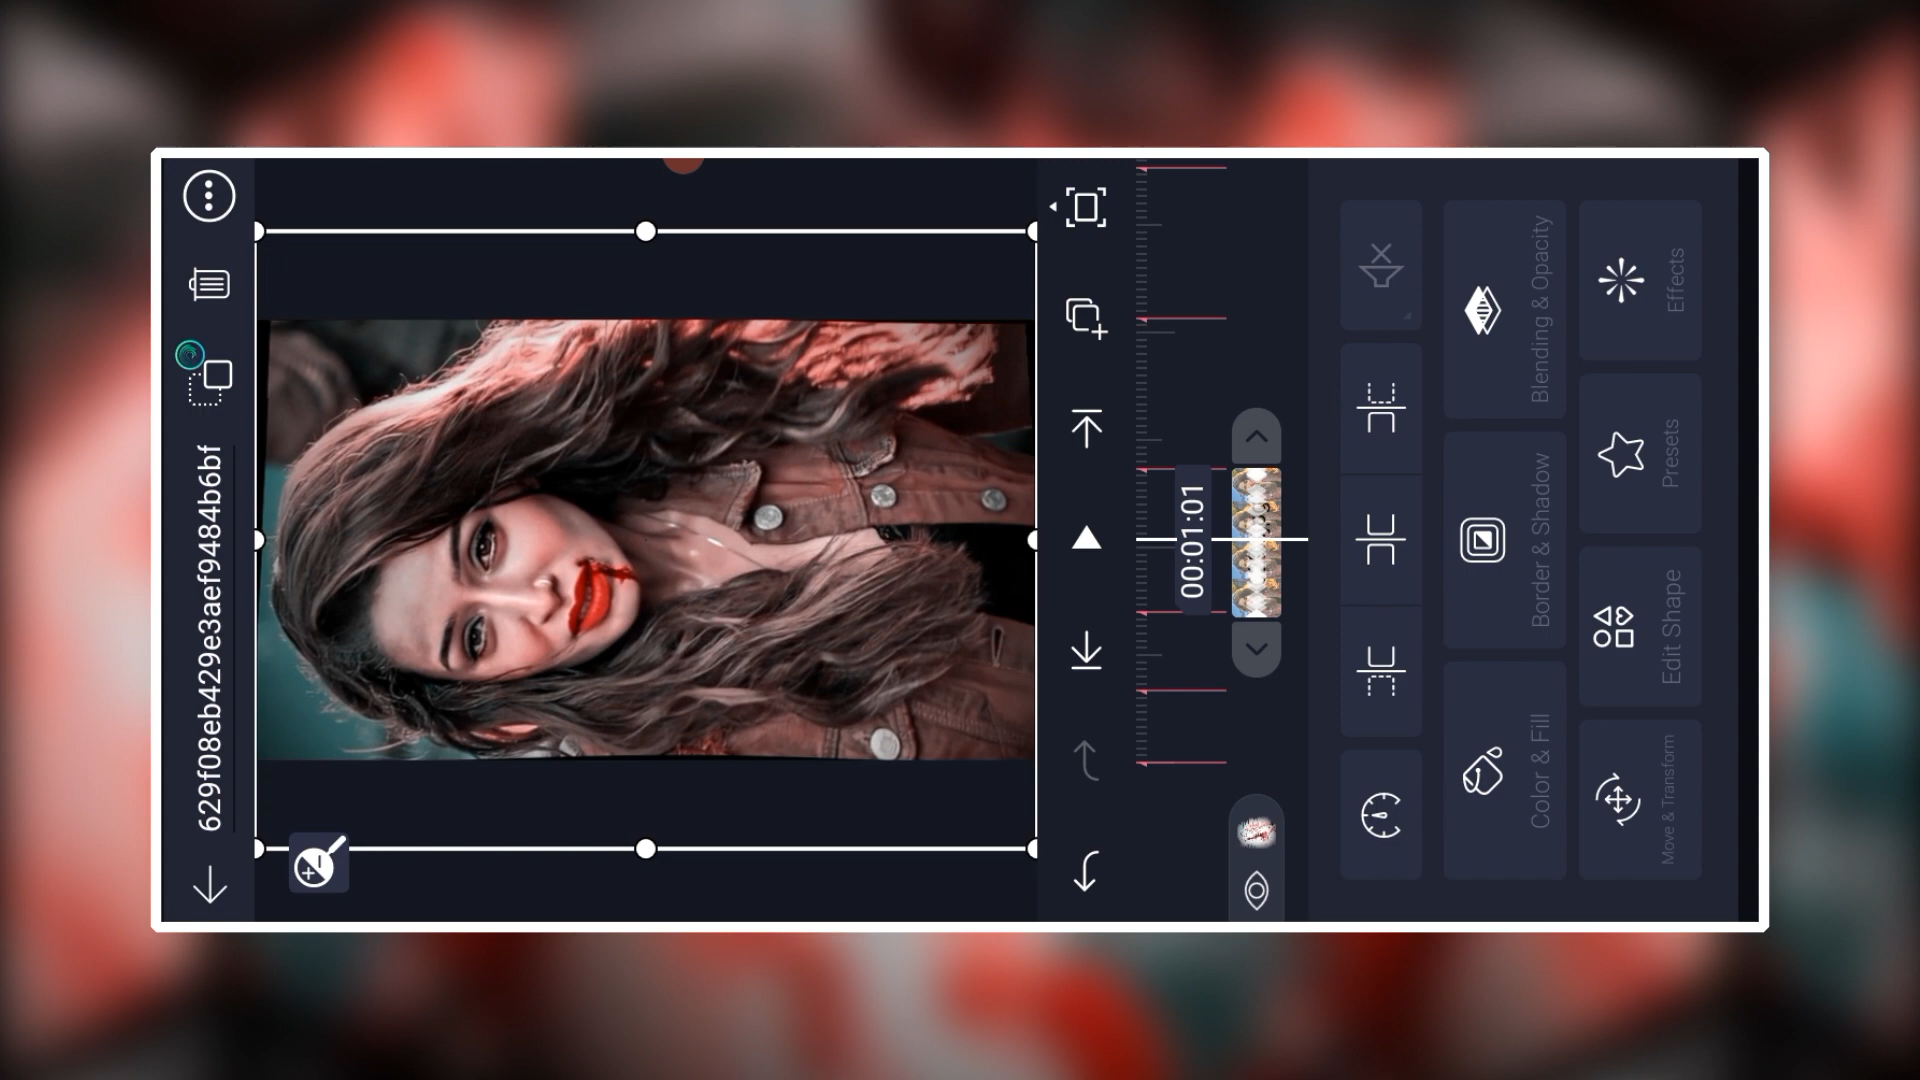 629f08eb429e3aef9484b6bf
00:01:01
Color & Fill
Border & Shadow
Blending & Opacity
Move & Transform
Edit Shape
Presets
Effects